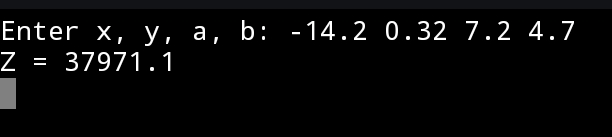 Enter x, y, a, b: -14.2 0.32 7.2 4.7
Z = 37971.1